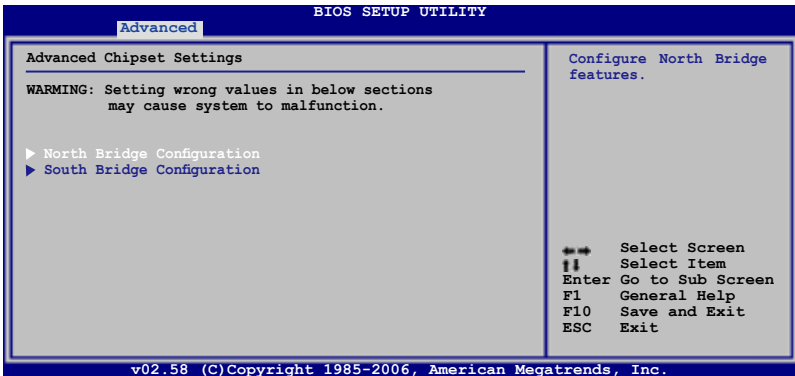 BIOS SETUP UTILITY
Advanced
Advanced Chipset Settings
WARMING: Setting wrong values in below sections
may cause system to malfunction.
North Bridge Configuration
South Bridge Configuration
Configure North Bridge
features.
Select Screen
Select Item
Enter Go to Sub Screen
F1 General Help
F10 Save and Exit
ESC Exit
v02.58 (C)Copyright 1985-2006, American Megatrends, Inc.